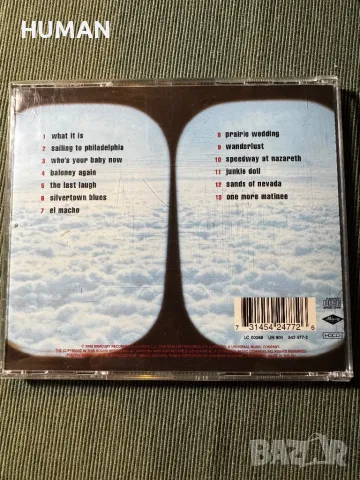 HUMAN
1 what it is
2 sailing to philadelphia
3 who's your baby now
4 baloney again
5 the last laugh
6 silvertown blues
7 el macho
8 prairie wedding
9 wanderlust
10 speedway at nazareth
11 junkie doll
12 sands of nevada
13 one more matinee
7 31454 24772 6
BAZAR